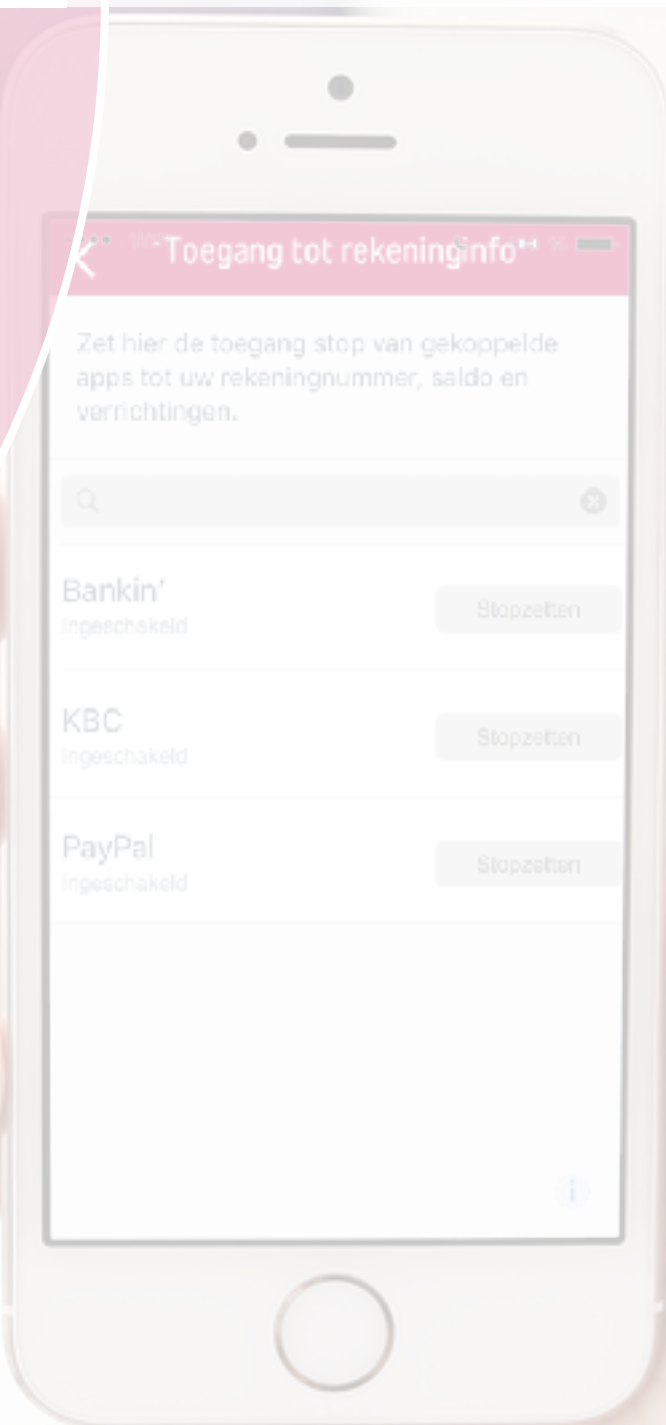 Toegang tot rekeninginfo
Zet hier de toegang stop van gekoppelde
apps tot uw rekeningnummer, saldo en
verrichtingen.
Bankin'
Ingeschakeld
Stopzetten
KBC
Ingeschakeld
Stopzetten
PayPal
Ingeschakeld
Stopzetten